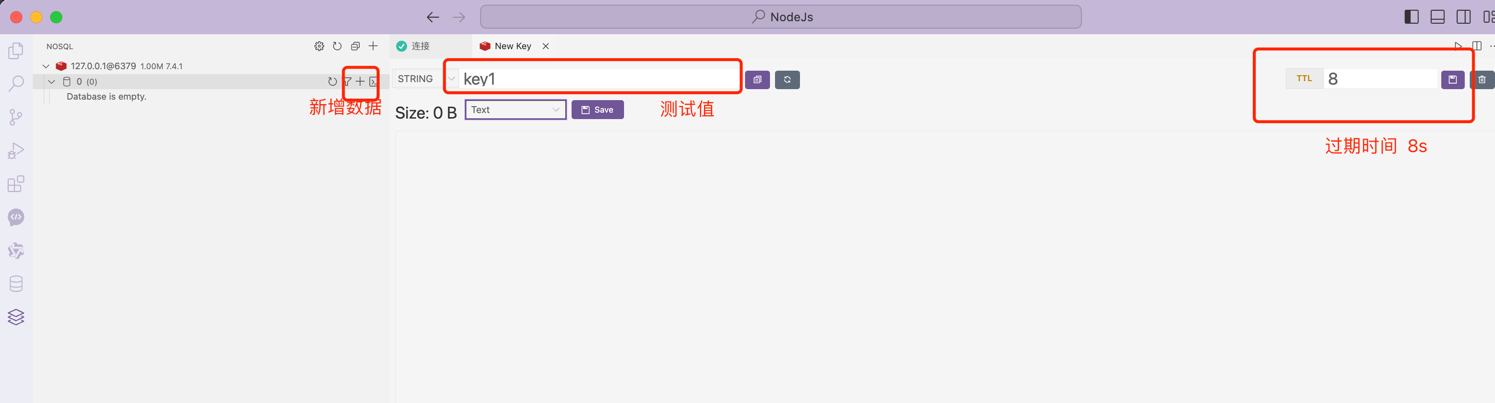 NodeJs
NOSQL
连接
New Key
127.0.0.1@6379 1.00M 7.4.1
0 (0)
Database is empty.
新增数据
STRING
key1
TTL
8
Size: 0 B
Text
Save
测试值
过期时间 8s